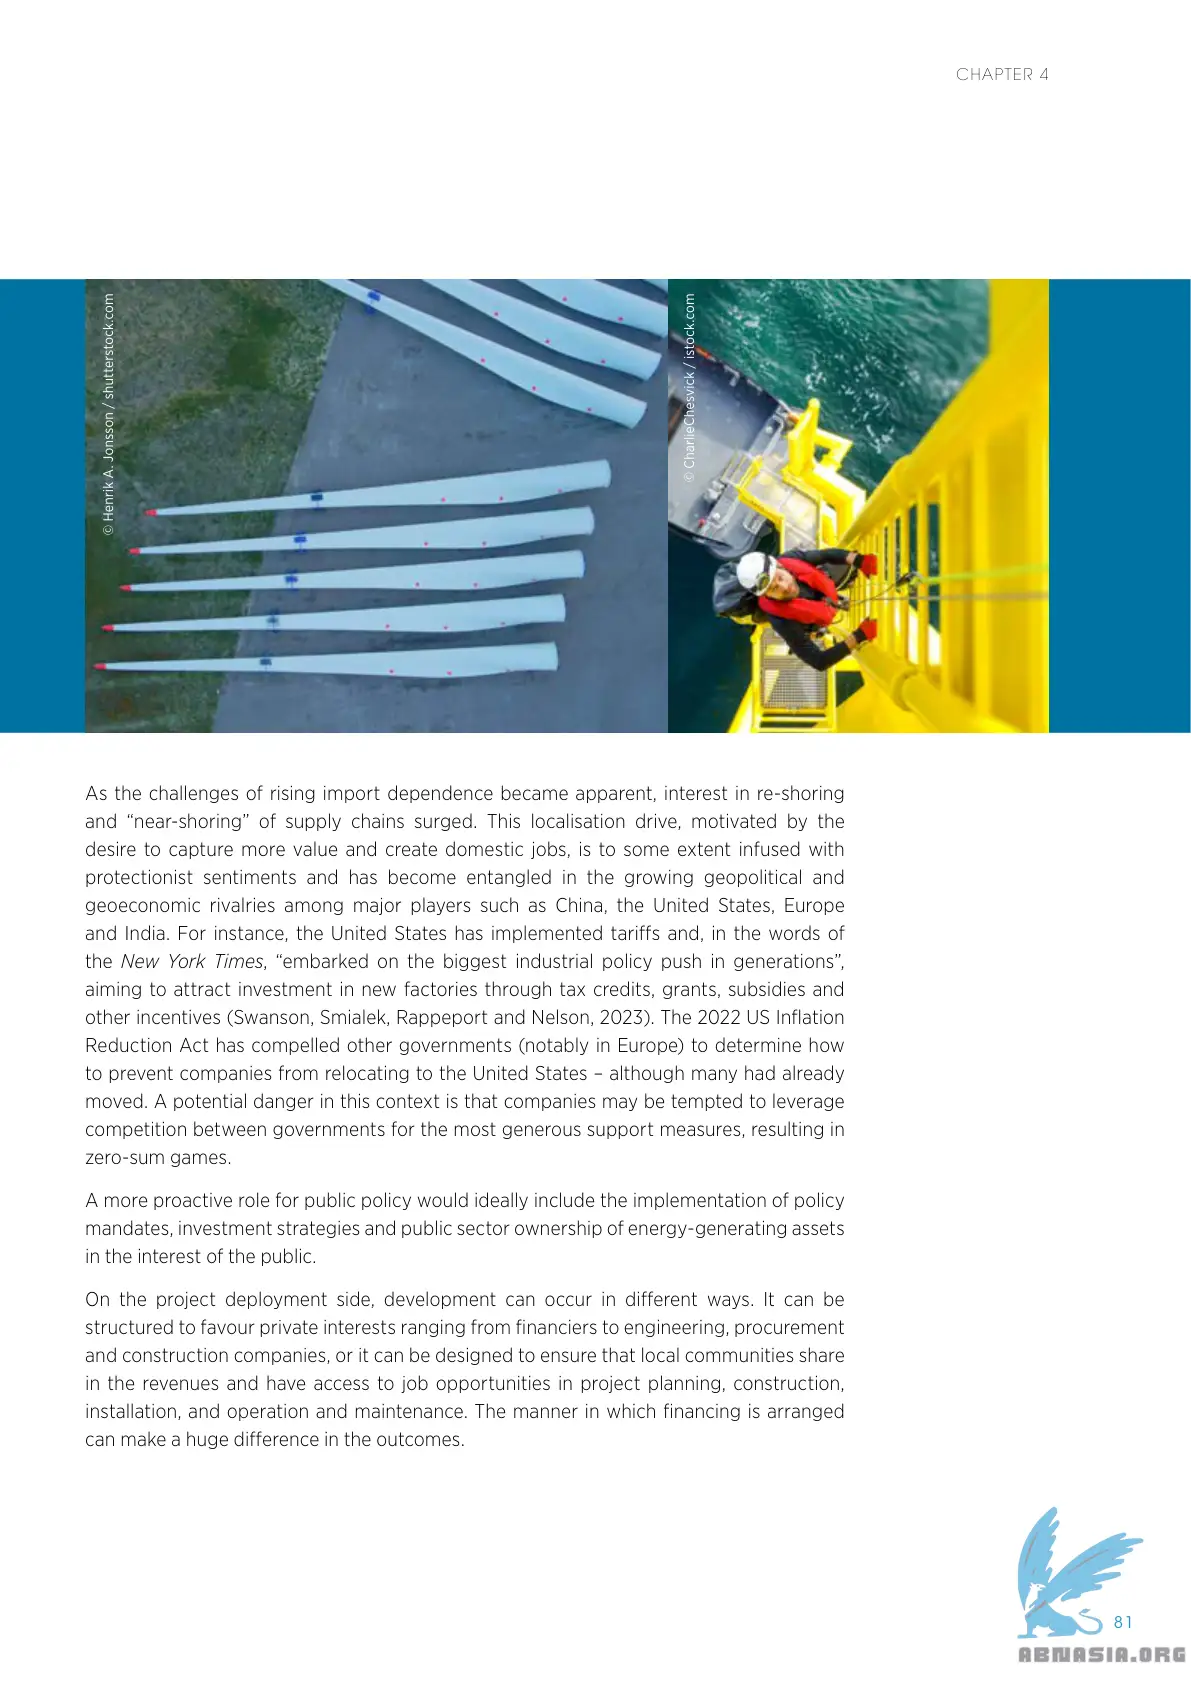 CHAPTER 4
© Henrik A. Jonsson / shutterstock.com
© CharlieChesvick / istock.com
As the challenges of rising import dependence became apparent, interest in re-shoring
and “near-shoring” of supply chains surged. This localisation drive, motivated by the
desire to capture more value and create domestic jobs, is to some extent infused with
protectionist sentiments and has become entangled in the growing geopolitical and
geoeconomic rivalries among major players such as China, the United States, Europe
and India. For instance, the United States has implemented tariffs and, in the words of
the New York Times, “embarked on the biggest industrial policy push in generations”,
aiming to attract investment in new factories through tax credits, grants, subsidies and
other incentives (Swanson, Smialek, Rappeport and Nelson, 2023). The 2022 US Inflation
Reduction Act has compelled other governments (notably in Europe) to determine how
to prevent companies from relocating to the United States – although many had already
moved. A potential danger in this context is that companies may be tempted to leverage
competition between governments for the most generous support measures, resulting in
zero-sum games.
A more proactive role for public policy would ideally include the implementation of policy
mandates, investment strategies and public sector ownership of energy-generating assets
in the interest of the public.
On the project deployment side, development can occur in different ways. It can be
structured to favour private interests ranging from financiers to engineering, procurement
and construction companies, or it can be designed to ensure that local communities share
in the revenues and have access to job opportunities in project planning, construction,
installation, and operation and maintenance. The manner in which financing is arranged
can make a huge difference in the outcomes.
81
ABNASIA.ORG